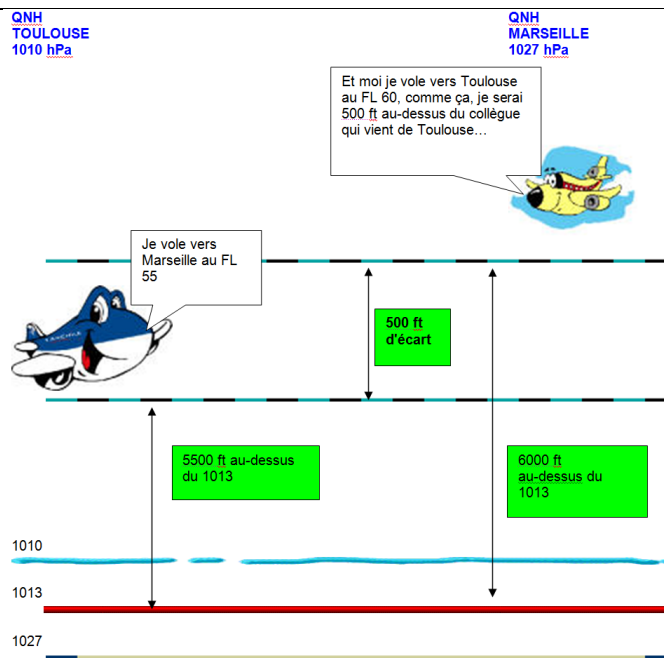 QNH
TOULOUSE
1010 hPa
QNH
MARSEILLE
1027 hPa
Et moi je vole vers Toulouse
au FL 60, comme ça, je serai
500 ft au-dessus du collègue
qui vient de Toulouse…
Je vole vers
Marseille au FL
55
500 ft
d'écart
5500 ft au-dessus
du 1013
6000 ft
au-dessus du
1013
1010
1013
1027